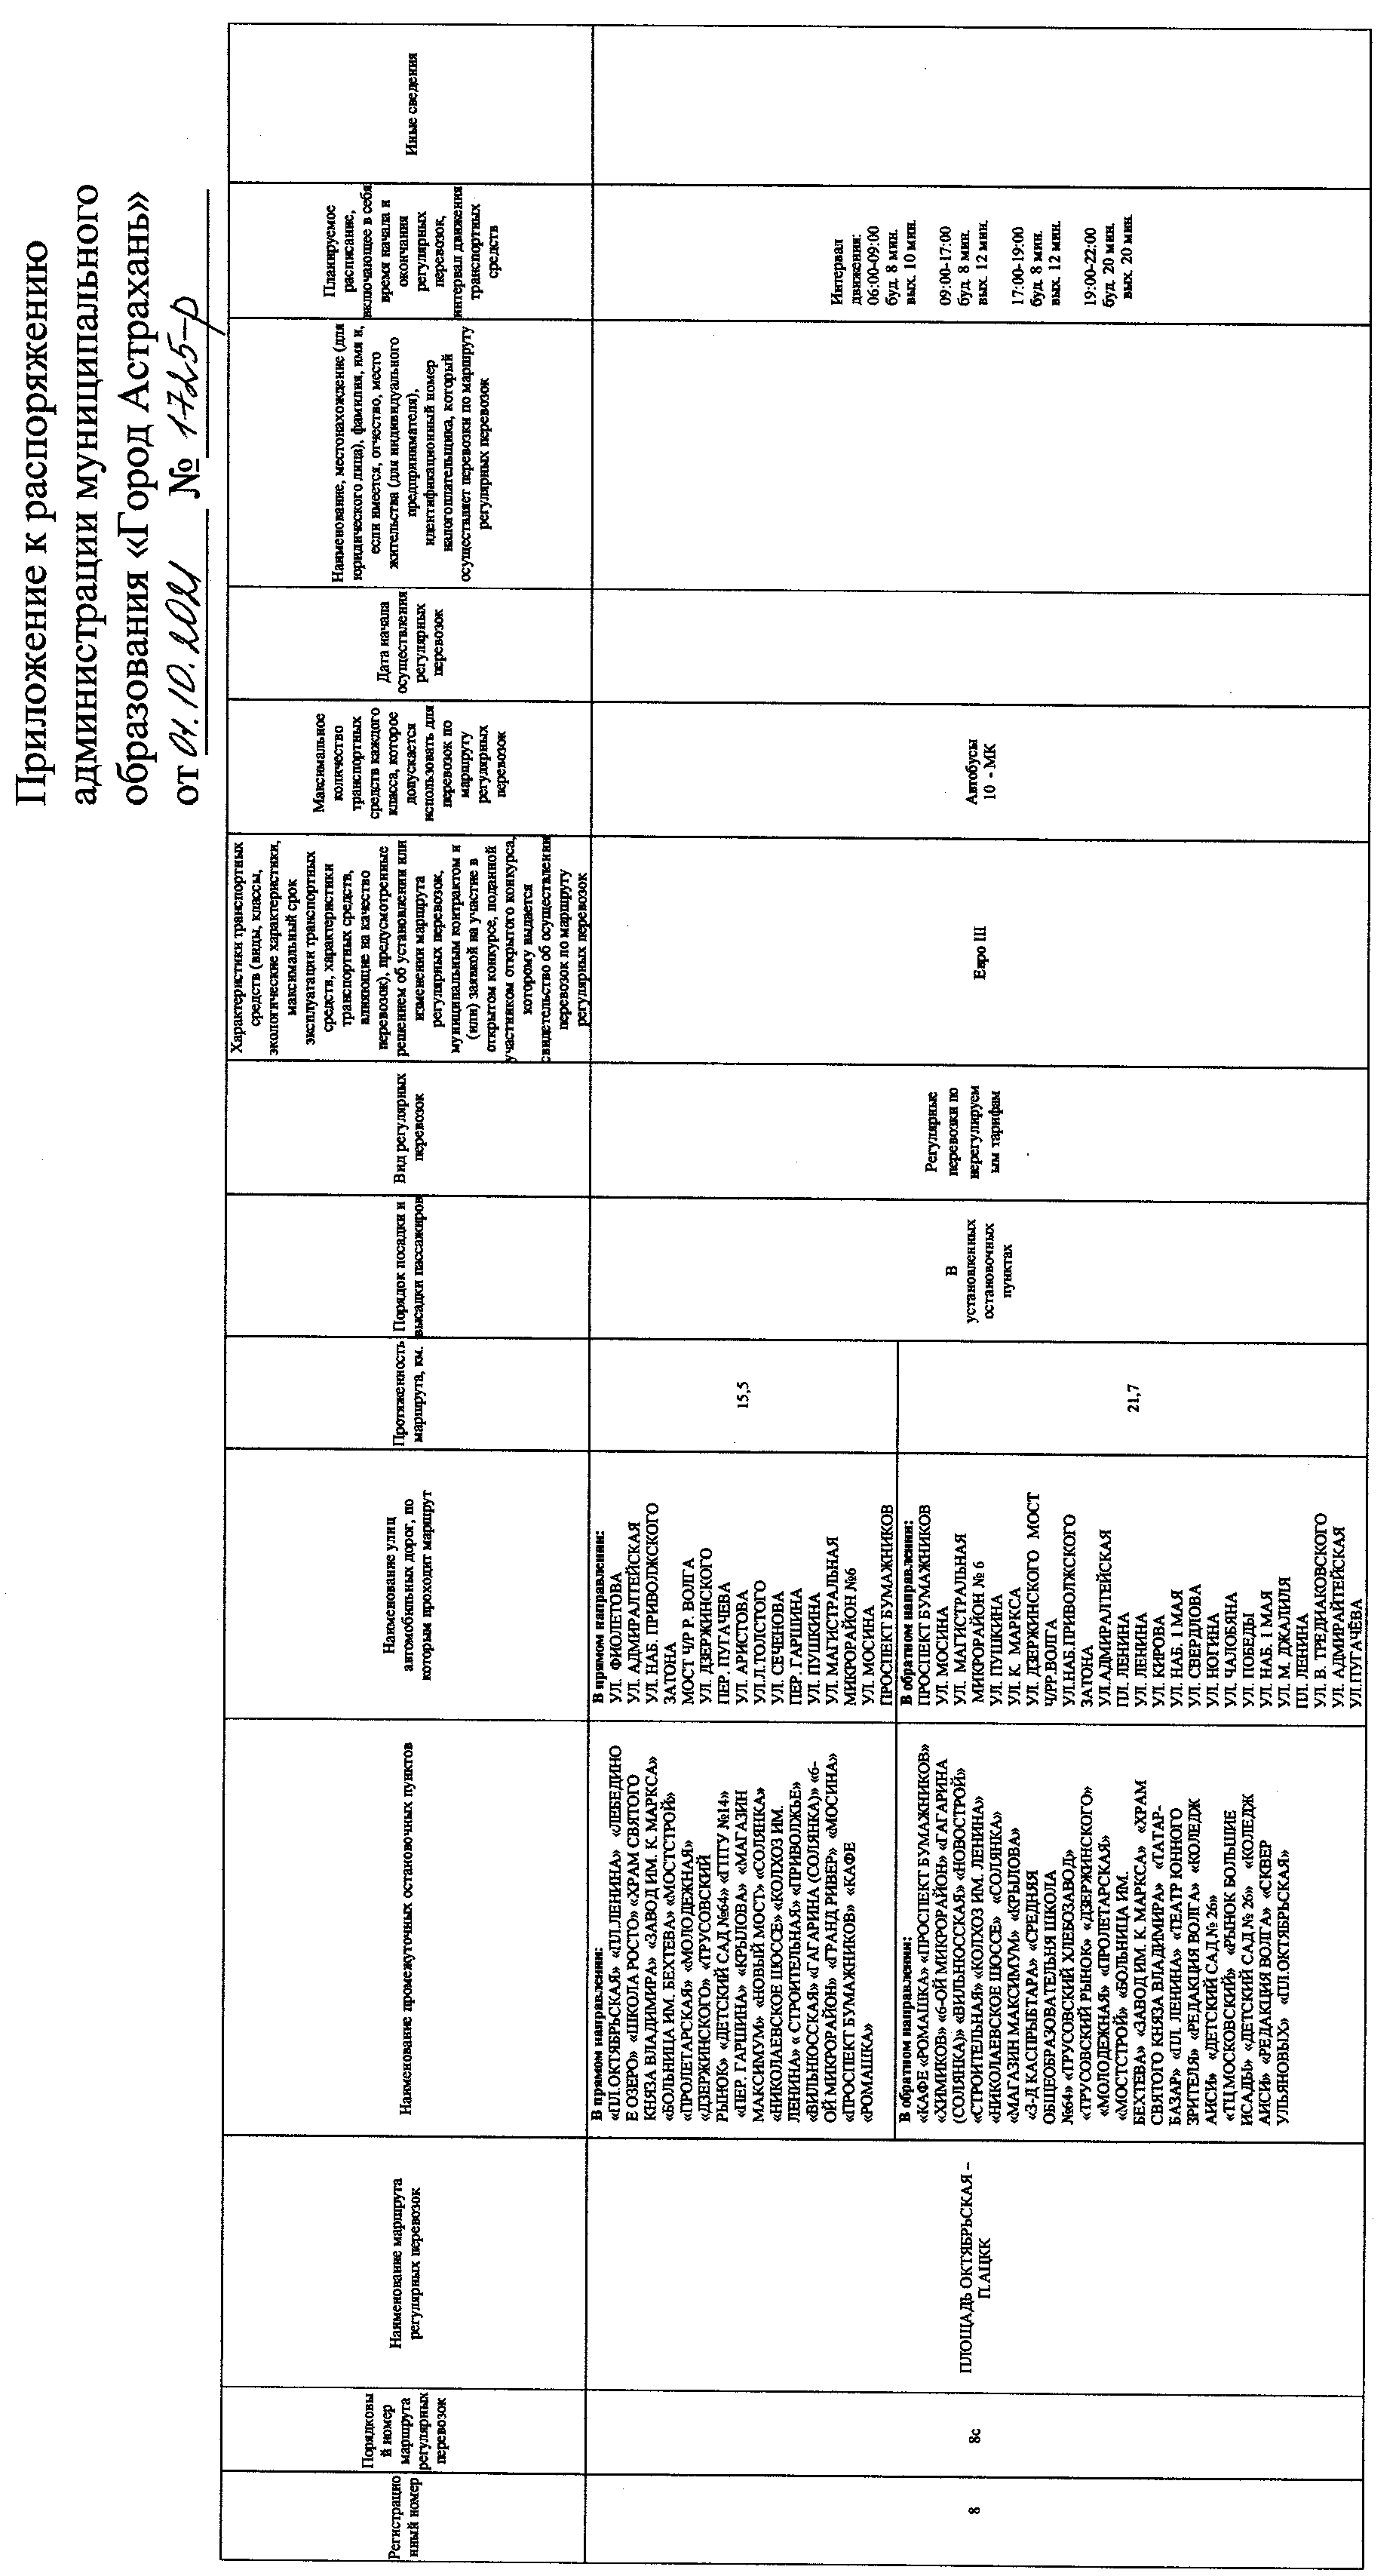 Приложение к распоряжению
администрации муниципального
образования «Город Астрахань»
от 01.10.2021 № 1725-р
Регистрацио
нный номер
Порядковы
й номер
маршрута
регулярных
перевозок
Наименование маршрута
регулярных перевозок
Наименование промежуточных остановочных пунктов
Наименование улиц
автомобильных дорог, по
которым проходит маршрут
Протяженность
маршрута, км.
Порядок посадки и
высадки пассажиров
Вид регулярных
перевозок
Характеристики транспортных
средств (виды, классы,
экологические характеристики,
максимальный срок
эксплуатации транспортных
средств, характеристики
транспортных средств,
влияющие на качество
перевозок), предусмотренные
решением об установлении или
изменении маршрута
регулярных перевозок,
муниципальным контрактом и
(или) заявкой на участие в
открытом конкурсе, поданной
участником открытого конкурса,
которому выдается
свидетельство об осуществлении
перевозок по маршруту
регулярных перевозок
Максимальное
количество
транспортных
средств каждого
класса, которое
допускается
использовать для
перевозок по
маршруту
регулярных
перевозок
Дата начала
осуществления
регулярных
перевозок
Наименование, местонахождение (для
юридического лица), фамилия, имя и,
если имеется, отчество, место
жительства (для индивидуального
предпринимателя),
идентификационный номер
налогоплательщика, который
осуществляет перевозки по маршруту
регулярных перевозок
Планируемое
расписание,
включающее в себя
время начала и
окончания
регулярных
перевозок,
интервал движения
транспортных
средств
Иные сведения
8
8с
ПЛОЩАДЬ ОКТЯБРЬСКАЯ –
П.АЦКК
В прямом направлении:
«ПЛ.ОКТЯБРЬСКАЯ» «ПЛ.ЛЕНИНА» «ЛЕБЕДИНО
Е ОЗЕРО» «ШКОЛА РОСТО» «ХРАМ СВЯТОГО
КНЯЗА ВЛАДИМИРА» «ЗАВОД ИМ. К. МАРКСА»
«БОЛЬНИЦА ИМ. БЕХТЕВА» «МОСТСТРОЙ»
«ПРОЛЕТАРСКАЯ» «МОЛОДЕЖНАЯ»
«ДЗЕРЖИНСКОГО» «ТРУСОВСКИЙ
РЫНОК» «ДЕТСКИЙ САД №64» «ГПТУ №14»
«ПЕР. ГАРШИНА» «КРЫЛОВА» «МАГАЗИН
МАКСИМУМ» «НОВЫЙ МОСТ» «СОЛЯНКА»
«НИКОЛАЕВСКОЕ ШОССЕ» «КОЛХОЗ ИМ.
ЛЕНИНА» « СТРОИТЕЛЬНАЯ» «ПРИВОЛЖЬЕ»
«ВИЛЬНЮССКАЯ» «ГАГАРИНА (СОЛЯНКА)» «6-
ОЙ МИКРОРАЙОН» «ГРАНД РИВЕР» «МОСИНА»
«ПРОСПЕКТ БУМАЖНИКОВ» «КАФЕ
«РОМАШКА»
В прямом направлении:
УЛ. ФИОЛЕТОВА
УЛ. АДМИРАЛТЕЙСКАЯ
УЛ. НАБ. ПРИВОЛЖСКОГО
ЗАТОНА
МОСТ Ч/Р Р. ВОЛГА
УЛ. ДЗЕРЖИНСКОГО
ПЕР. ПУГАЧЕВА
УЛ. АРИСТОВА
УЛ.Л.ТОЛСТОГО
УЛ. СЕЧЕНОВА
ПЕР. ГАРШИНА
УЛ. ПУШКИНА
УЛ. МАГИСТРАЛЬНАЯ
МИКРОРАЙОН №6
УЛ. МОСИНА
ПРОСПЕКТ БУМАЖНИКОВ
15,5
В обратном направлении:
«КАФЕ «РОМАШКА» «ПРОСПЕКТ БУМАЖНИКОВ»
«ХИМИКОВ» «6-ОЙ МИКРОРАЙОН» «ГАГАРИНА
(СОЛЯНКА)» «ВИЛЬНЮССКАЯ» «НОВОСТРОЙ»
«СТРОИТЕЛЬНАЯ» «КОЛХОЗ ИМ. ЛЕНИНА»
«НИКОЛАЕВСКОЕ ШОССЕ» «СОЛЯНКА»
«МАГАЗИН МАКСИМУМ» «КРЫЛОВА»
«З-Д КАСПРЫБТАРА» «СРЕДНЯЯ
ОБЩЕОБРАЗОВАТЕЛЬНЯ ШКОЛА
№64» «ТРУСОВСКИЙ ХЛЕБОЗАВОД»
«ТРУСОВСКИЙ РЫНОК» «ДЗЕРЖИНСКОГО»
«МОЛОДЕЖНАЯ» «ПРОЛЕТАРСКАЯ»
«МОСТСТРОЙ» «БОЛЬНИЦА ИМ.
БЕХТЕВА» «ЗАВОД ИМ. К. МАРКСА» «ХРАМ
СВЯТОГО КНЯЗА ВЛАДИМИРА» «ТАТАР-
БАЗАР» «ПЛ. ЛЕНИНА» «ТЕАТР ЮННОГО
ЗРИТЕЛЯ» «РЕДАКЦИЯ ВОЛГА» «КОЛЕДЖ
АИСИ» «ДЕТСКИЙ САД № 26»
«ТЦ МОСКОВСКИЙ» «РЫНОК БОЛЬШИЕ
ИСАДЫ» «ДЕТСКИЙ САД № 26» «КОЛЕДЖ
АИСИ» «РЕДАКЦИЯ ВОЛГА» «СКВЕР
УЛЬЯНОВЫХ» «ПЛ.ОКТЯБРЬСКАЯ»
В обратном направлении:
ПРОСПЕКТ БУМАЖНИКОВ
УЛ. МОСИНА
УЛ. МАГИСТРАЛЬНАЯ
МИКРОРАЙОН № 6
УЛ. ПУШКИНА
УЛ. К. МАРКСА
УЛ. ДЗЕРЖИНСКОГО МОСТ
Ч/РР.ВОЛГА
УЛ.НАБ.ПРИВОЛЖСКОГО
ЗАТОНА
УЛ.АДМИРАЛТЕЙСКАЯ
ПЛ. ЛЕНИНА
УЛ. ЛЕНИНА
УЛ. КИРОВА
УЛ. НАБ. 1 МАЯ
УЛ. СВЕРДЛОВА
УЛ. НОГИНА
УЛ. ЧАЛОБЯНА
УЛ. ПОБЕДЫ
УЛ. НАБ. 1 МАЯ
УЛ. М. ДЖАЛИЛЯ
ПЛ. ЛЕНИНА
УЛ. В. ТРЕДИАКОВСКОГО
УЛ. АДМИРАЙТЕЙСКАЯ
УЛ.ПУГАЧЁВА
21,7
В
установленных
остановочных
пунктах
Регулярные
перевозки по
нерегулируем
ым тарифам
Евро III
Автобусы
10 - МК
Интервал
движения:
06:00-09:00
буд. 8 мин.
вых. 10 мин.
09:00-17:00
буд. 8 мин.
вых. 12 мин.
17:00-19:00
буд. 8 мин.
вых. 12 мин.
19:00-22:00
буд. 20 мин.
вых. 20 мин.